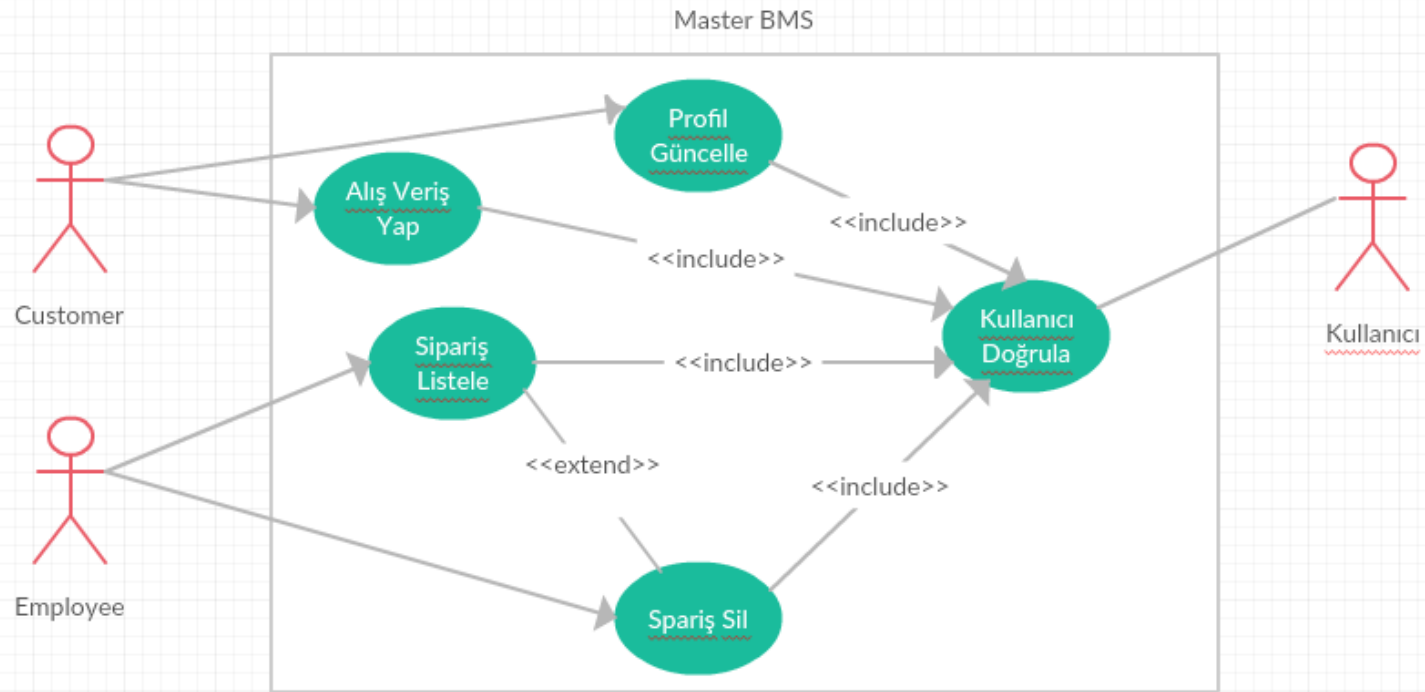 Master BMS
Profil
Güncelle
Alış Veriş
Yap
<<include>>
<<include>>
Customer
Kullanıcı
Doğrula
Kullanıcı
Sipariş
Listele
<<include>>
<<extend>>
<<include>>
Employee
Spariş Sil